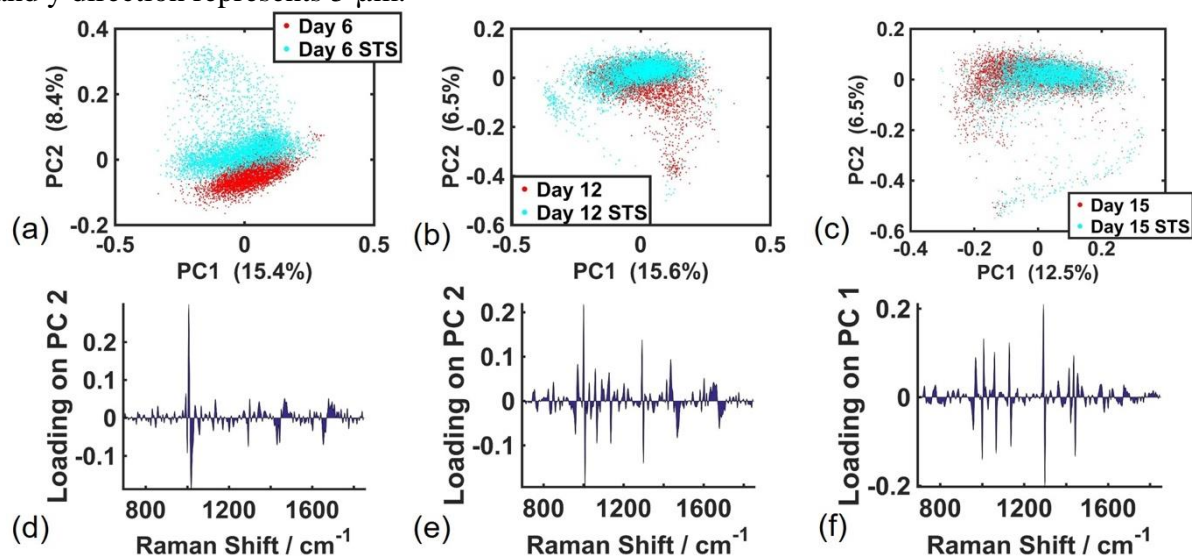 and y direction represents 5 μm.
Day 6
Day 6 STS
0.4
0.2
0
-0.2
PC2 (8.4%)
-0.5
0
0.5
PC1 (15.4%)
(a)
0.2
0
-0.2
-0.4
-0.6
PC2 (6.5%)
Day 12
Day 12 STS
-0.5
0
0.5
PC1 (15.6%)
(b)
0.2
0
-0.2
-0.4
-0.6
PC2 (6.5%)
Day 15
Day 15 STS
-0.4
-0.2
0
0.2
PC1 (12.5%)
(c)
Loading on PC 2
0.2
0.1
0
-0.1
800
1200
1600
Raman Shift / cm-1
(d)
Loading on PC 2
0.2
0.1
0
-0.1
800
1200
1600
Raman Shift / cm-1
(e)
Loading on PC 1
0.2
0
-0.2
800
1200
1600
Raman Shift / cm-1
(f)